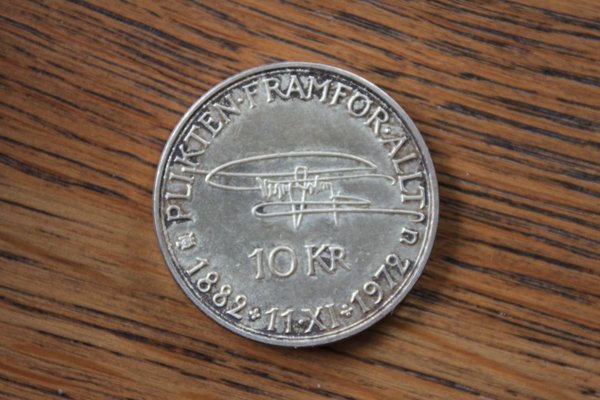 PLIKTEN·FRAMFÖR·ALLT
10 KR
U
1882*11·XI*1972